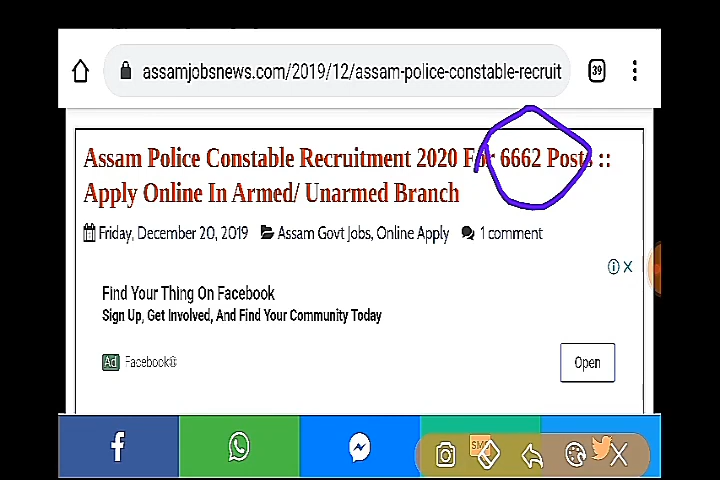 assamjobsnews.com/2019/12/assam-police-constable-recruit
39
Assam Police Constable Recruitment 2020 For 6662 Posts ::
Apply Online In Armed/ Unarmed Branch
Friday, December 20, 2019 Assam Govt Jobs, Online Apply 1 comment
Find Your Thing On Facebook
Sign Up, Get Involved, And Find Your Community Today
Ad Facebook®
Open
SMS